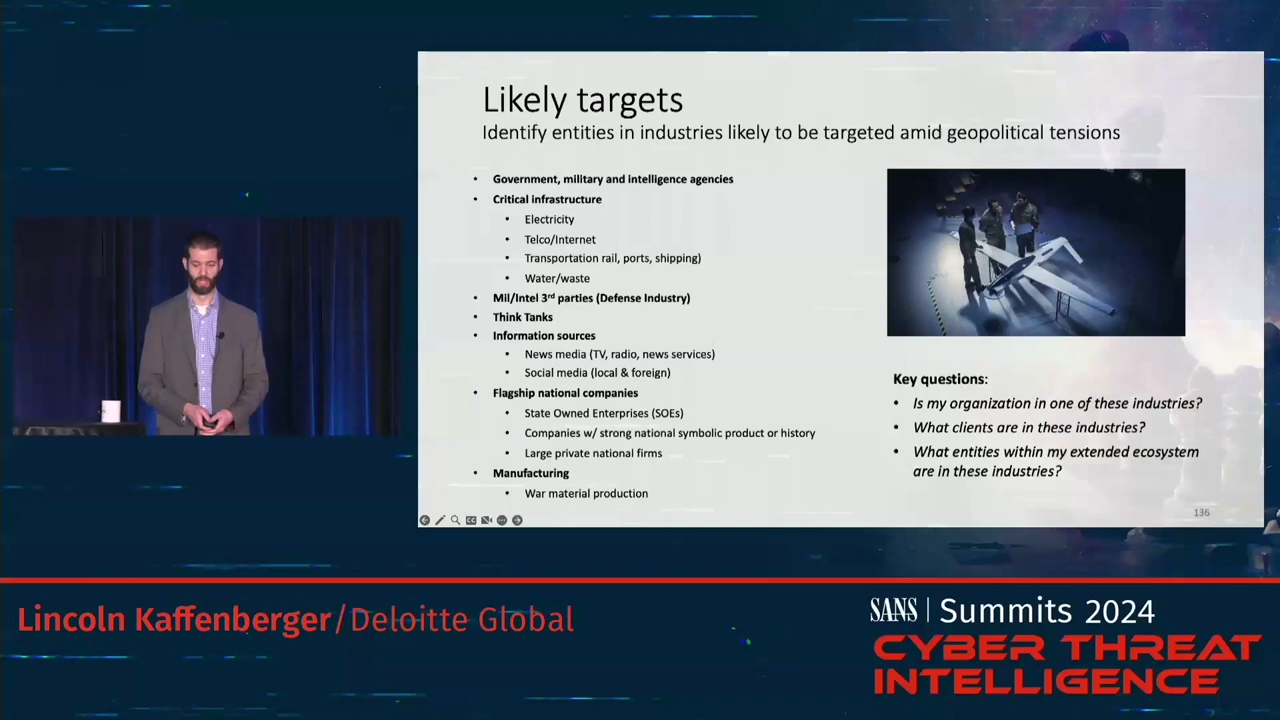 Likely targets
Identify entities in industries likely to be targeted amid geopolitical tensions
• Government, military and intelligence agencies
• Critical infrastructure
• Electricity
• Telco/Internet
• Transportation rail, ports, shipping)
• Water/waste
• Mil/Intel 3rd parties (Defense Industry)
• Think Tanks
• Information sources
• News media (TV, radio, news services)
• Social media (local & foreign)
• Flagship national companies
• State Owned Enterprises (SOEs)
• Companies w/ strong national symbolic product or history
• Large private national firms
• Manufacturing
• War material production
Key questions:
• Is my organization in one of these industries?
• What clients are in these industries?
• What entities within my extended ecosystem
are in these industries?
136
Lincoln Kaffenberger/Deloitte Global
SANS | Summits 2024
CYBER THREAT
INTELLIGENCE